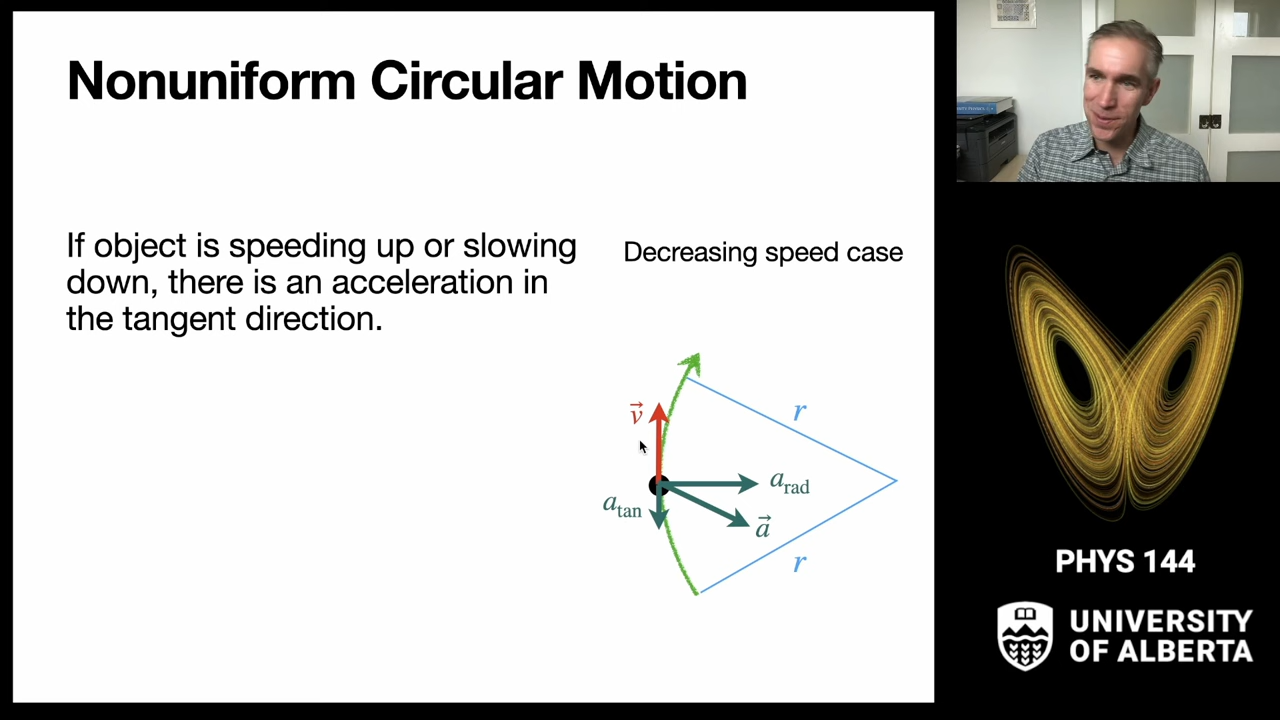 Nonuniform Circular Motion
If object is speeding up or slowing
down, there is an acceleration in
the tangent direction.
Decreasing speed case
v⃗
r
a_rad
a_tan
a⃗
r
PHYS 144
UNIVERSITY
OF ALBERTA